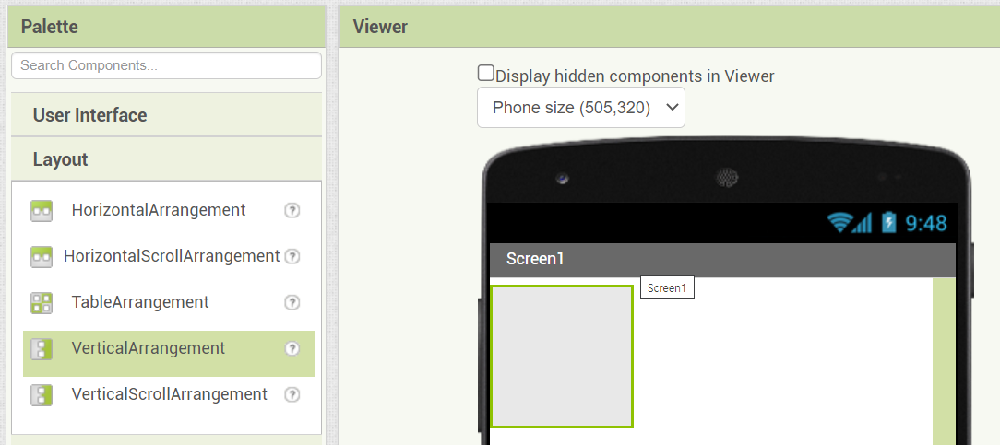 Palette
Search Components...
User Interface
Layout
HorizontalArrangement ?
HorizontalScrollArrangement ?
TableArrangement ?
VerticalArrangement ?
VerticalScrollArrangement ?
Viewer
Display hidden components in Viewer
Phone size (505,320)
9:48
Screen1
Screen1